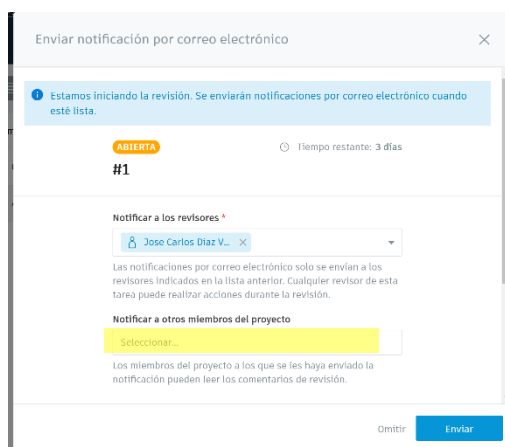 Enviar notificación por correo electrónico
Estamos iniciando la revisión. Se enviarán notificaciones por correo electrónico cuando
esté lista.
ABIERTA
Tiempo restante: 3 días
#1
Notificar a los revisores *
Jose Carlos Diaz V...
Las notificaciones por correo electrónico solo se envían a los
revisores indicados en la lista anterior. Cualquier revisor de esta
tarea puede realizar acciones durante la revisión.
Notificar a otros miembros del proyecto
Seleccionar...
Los miembros del proyecto a los que se les haya enviado la
notificación pueden leer los comentarios de revisión.
Omitir
Enviar